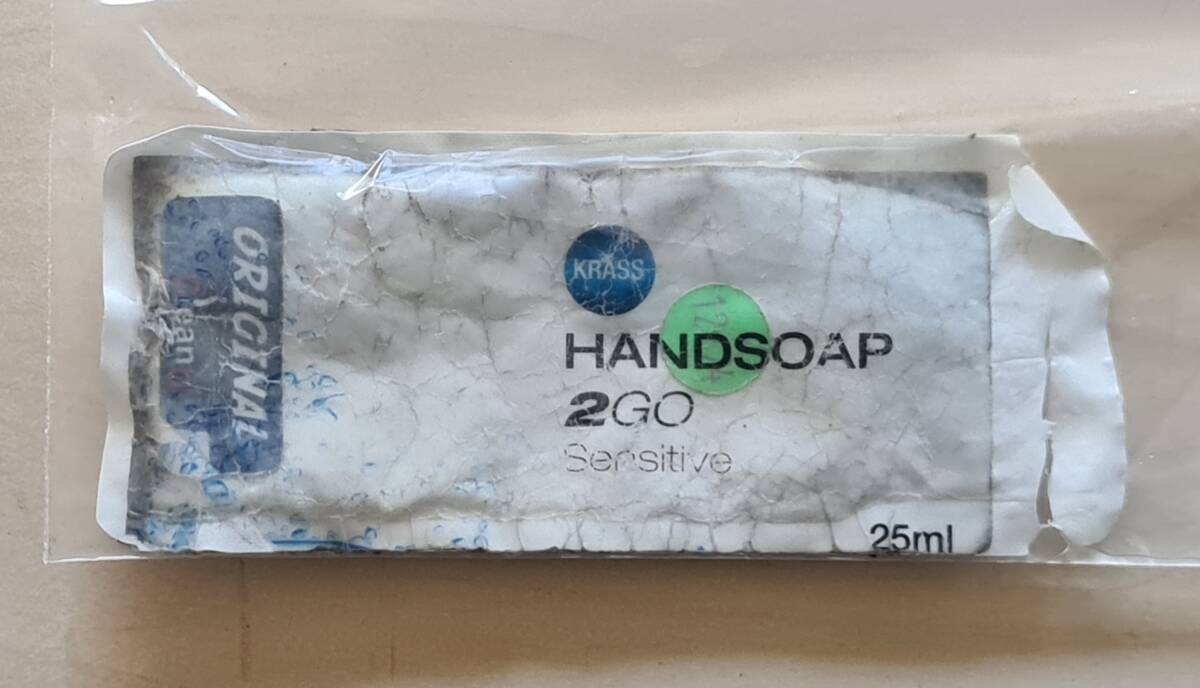 ORIGINAL
KRASS
HANDSOAP
2GO
Sensitive
25ml